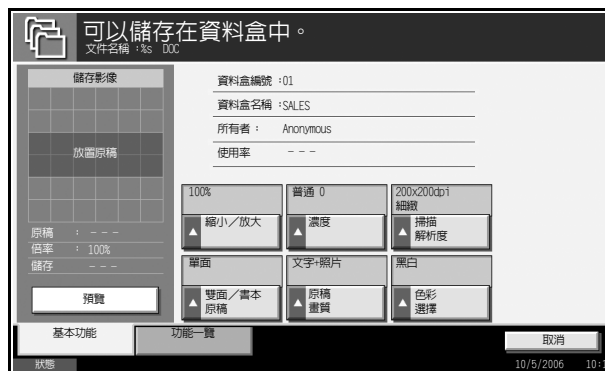 可以儲存在資料盒中。
文件名稱:%s DOC
儲存影像
放置原稿
原稿 : ---
倍率 : 100%
儲存 ---
預覽
資料盒編號 :01
資料盒名稱 :SALES
所有者: Anonymous
使用率 ---
100%
縮小/放大
普通 0
濃度
200x200dpi
細緻
掃描
解析度
單面
雙面/書本
原稿
文字+照片
原稿
畫質
黑白
色彩
選擇
基本功能
功能一覽
取消
狀態
10/5/2006